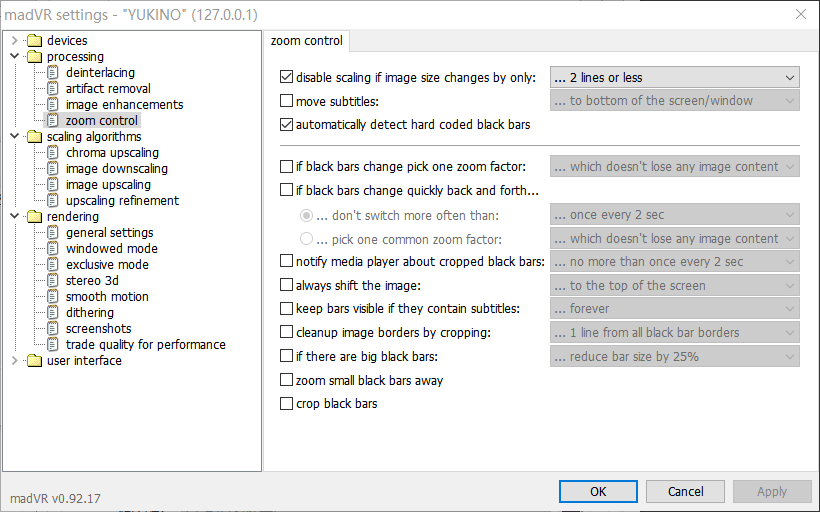 madVR settings - "YUKINO" (127.0.0.1)
devices
processing
deinterlacing
artifact removal
image enhancements
zoom control
scaling algorithms
chroma upscaling
image downscaling
image upscaling
upscaling refinement
rendering
general settings
windowed mode
exclusive mode
stereo 3d
smooth motion
dithering
screenshots
trade quality for performance
user interface
zoom control
disable scaling if image size changes by only: ... 2 lines or less
move subtitles: ... to bottom of the screen/window
automatically detect hard coded black bars
if black bars change pick one zoom factor: ... which doesn't lose any image content
if black bars change quickly back and forth...
... don't switch more often than: ... once every 2 sec
... pick one common zoom factor: ... which doesn't lose any image content
notify media player about cropped black bars: ... no more than once every 2 sec
always shift the image: ... to the top of the screen
keep bars visible if they contain subtitles: ... forever
cleanup image borders by cropping: ... 1 line from all black bar borders
if there are big black bars: ... reduce bar size by 25%
zoom small black bars away
crop black bars
madVR v0.92.17
OK Cancel Apply